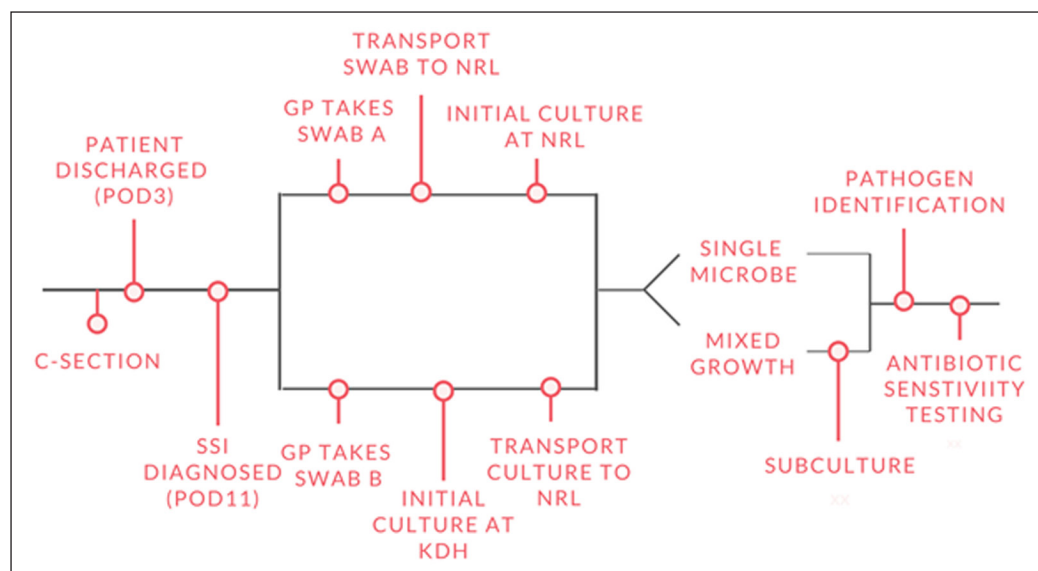 PATIENT
DISCHARGED
(POD3)
C-SECTION
SSI
DIAGNOSED
(POD11)
GP TAKES
SWAB A
TRANSPORT
SWAB TO NRL
INITIAL CULTURE
AT NRL
GP TAKES
SWAB B
INITIAL
CULTURE AT
KDH
TRANSPORT
CULTURE TO
NRL
SINGLE
MICROBE
MIXED
GROWTH
SUBCULTURE
xx
PATHOGEN
IDENTIFICATION
ANTIBIOTIC
SENSTIVIITY
TESTING
xx